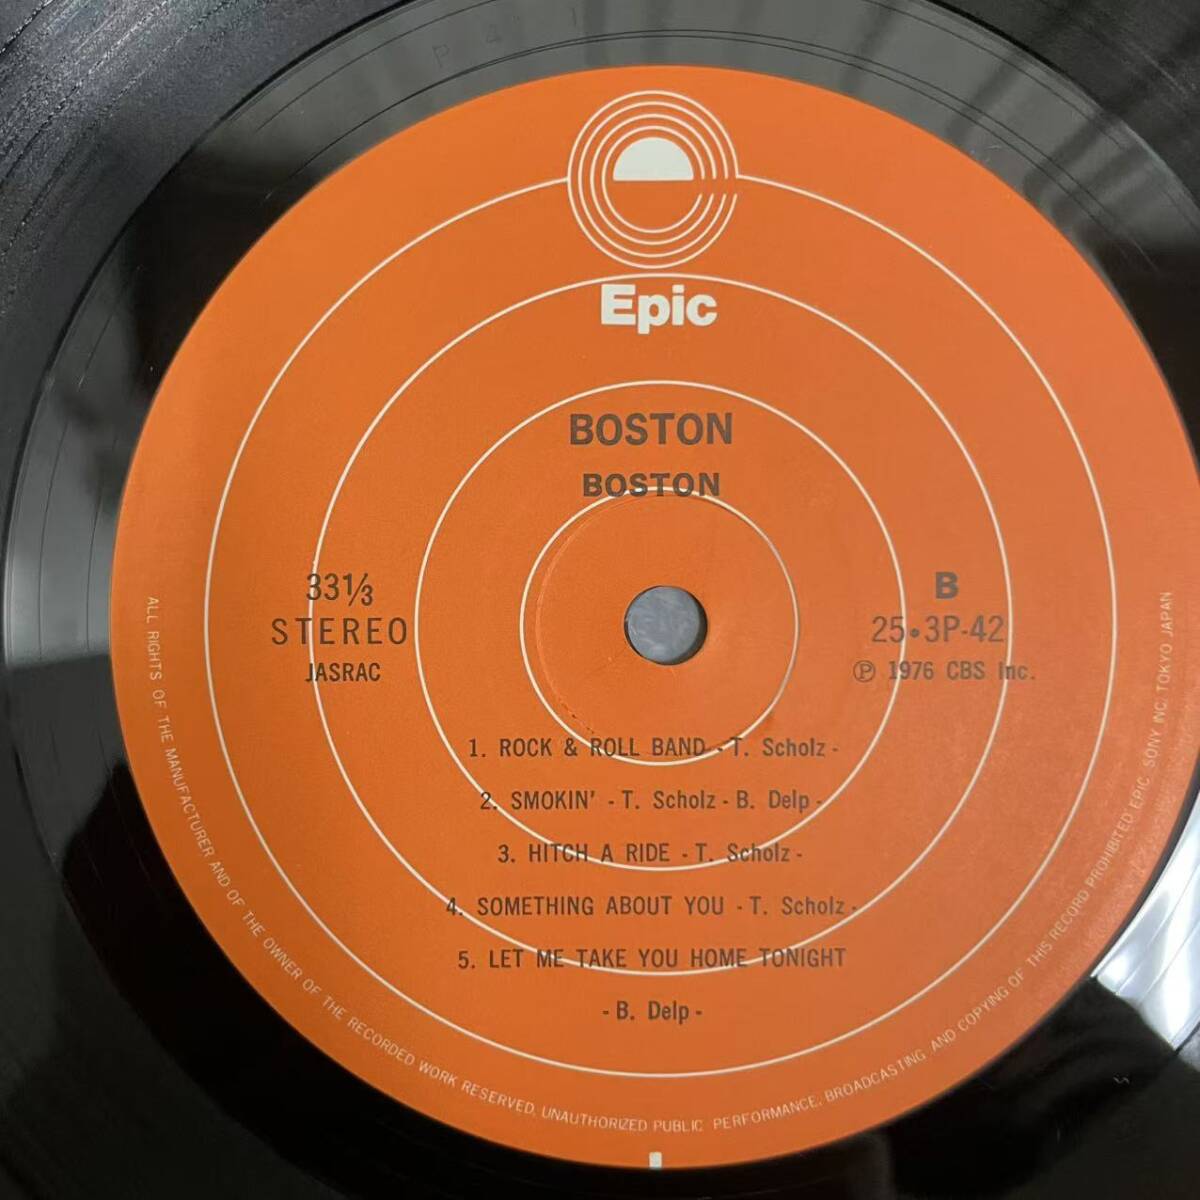 P 4 1
Epic
BOSTON
BOSTON
33⅓
STEREO
JASRAC
B
25・3P-42
Ⓟ 1976 CBS Inc.
1. ROCK & ROLL BAND - T. Scholz -
2. SMOKIN' - T. Scholz - B. Delp -
3. HITCH A RIDE - T. Scholz -
4. SOMETHING ABOUT YOU - T. Scholz -
5. LET ME TAKE YOU HOME TONIGHT
- B. Delp -
ALL RIGHTS OF THE MANUFACTURER AND OF THE OWNER OF THE RECORDED WORK RESERVED. UNAUTHORIZED PUBLIC PERFORMANCE, BROADCASTING AND COPYING OF THIS RECORD PROHIBITED EPIC SONY INC. TOKYO JAPAN